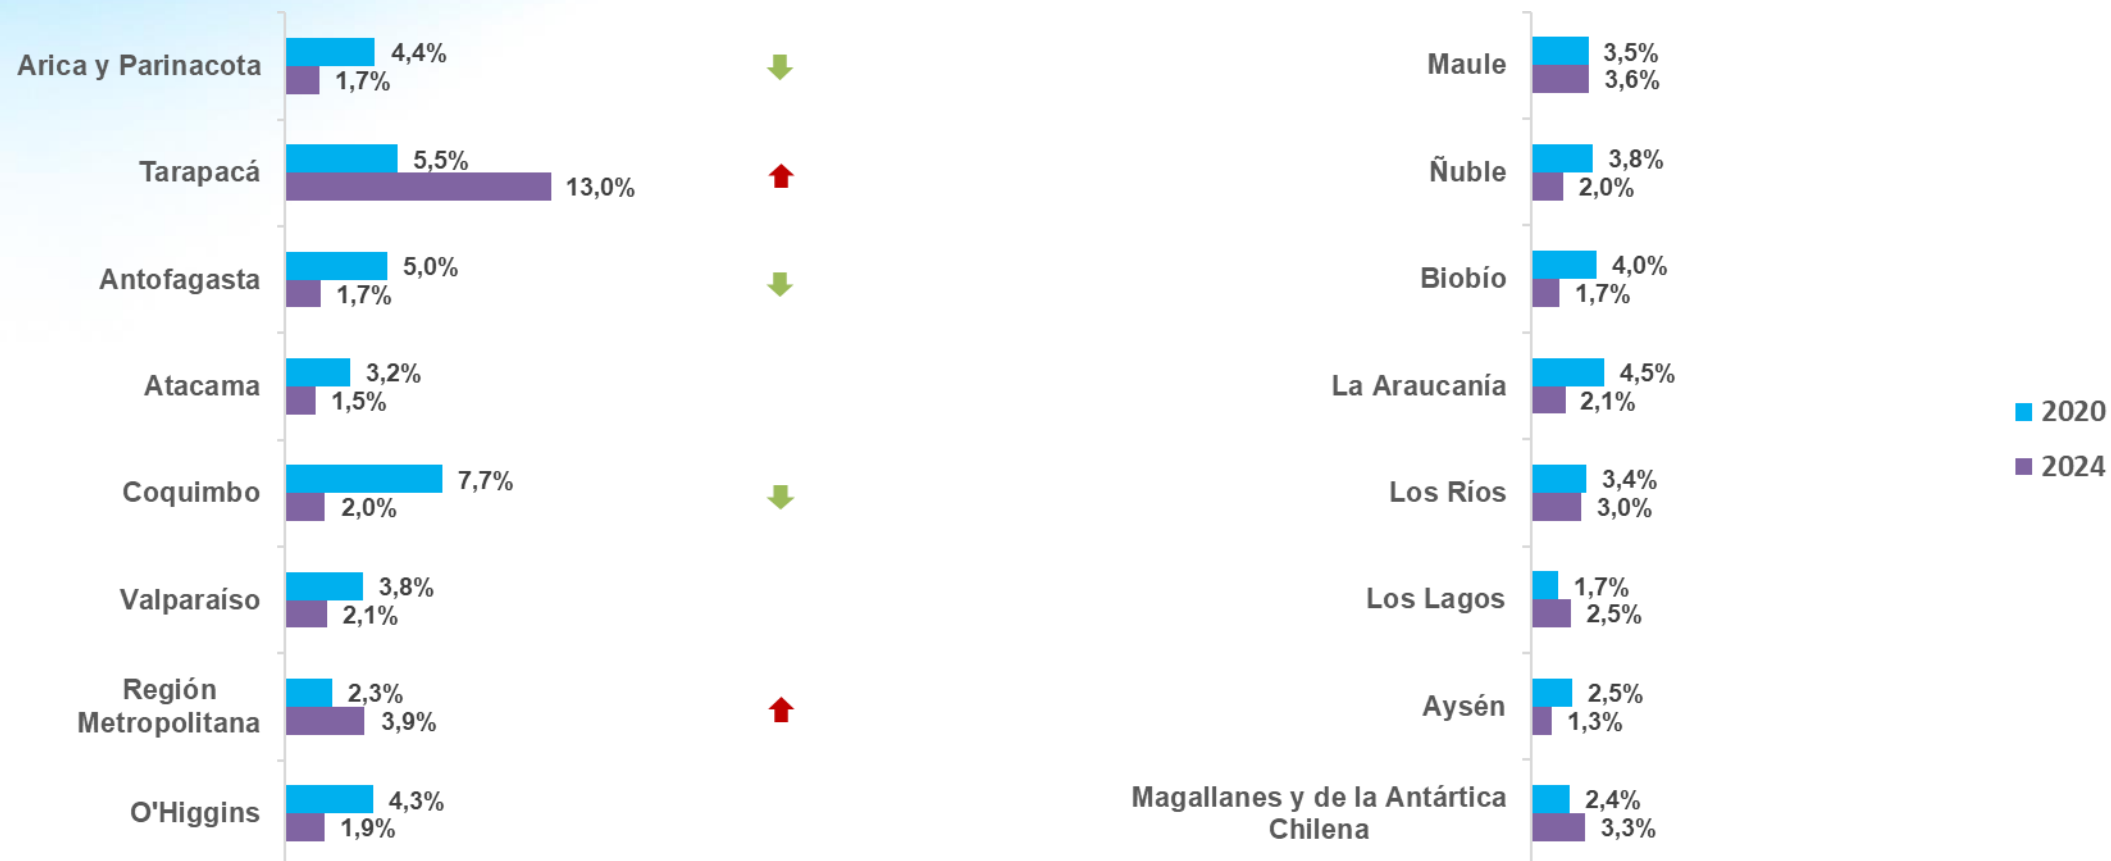 Arica y Parinacota
4,4%
1,7%
Tarapacá
5,5%
13,0%
Antofagasta
5,0%
1,7%
Atacama
3,2%
1,5%
Coquimbo
7,7%
2,0%
Valparaíso
3,8%
2,1%
Región
Metropolitana
2,3%
3,9%
O'Higgins
4,3%
1,9%
Maule
3,5%
3,6%
Ñuble
3,8%
2,0%
Biobío
4,0%
1,7%
La Araucanía
4,5%
2,1%
Los Ríos
3,4%
3,0%
Los Lagos
1,7%
2,5%
Aysén
2,5%
1,3%
Magallanes y de la Antártica
Chilena
2,4%
3,3%
2020
2024